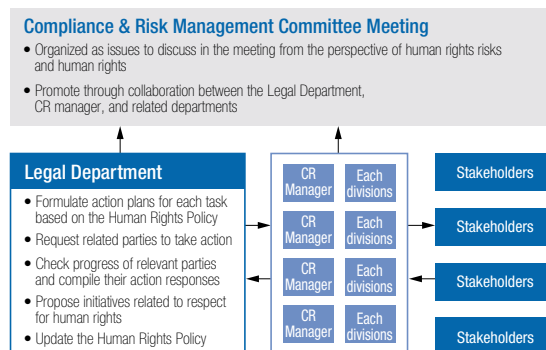 Compliance & Risk Management Committee Meeting
• Organized as issues to discuss in the meeting from the perspective of human rights risks
and human rights
• Promote through collaboration between the Legal Department,
CR manager, and related departments
Legal Department
• Formulate action plans for each task
based on the Human Rights Policy
• Request related parties to take action
• Check progress of relevant parties
and compile their action responses
• Propose initiatives related to respect
for human rights
• Update the Human Rights Policy
CR
Manager
Each
divisions
CR
Manager
Each
divisions
CR
Manager
Each
divisions
CR
Manager
Each
divisions
Stakeholders
Stakeholders
Stakeholders
Stakeholders